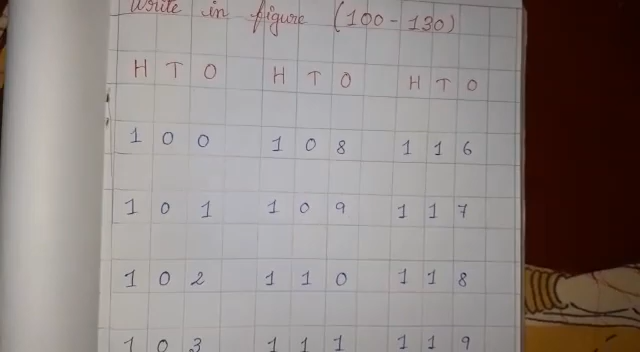 Write in figure (100-130)
H T O H T O H T O
1 0 0 1 0 8 1 1 6
1 0 1 1 0 9 1 1 7
1 0 2 1 1 0 1 1 8
1 0 3 1 1 1 1 1 9